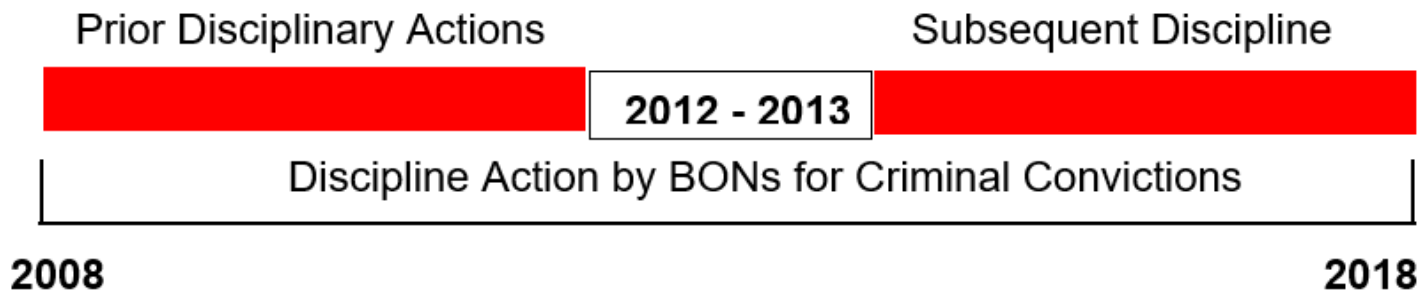 Prior Disciplinary Actions
Subsequent Discipline
2012 - 2013
Discipline Action by BONs for Criminal Convictions
2008
2018